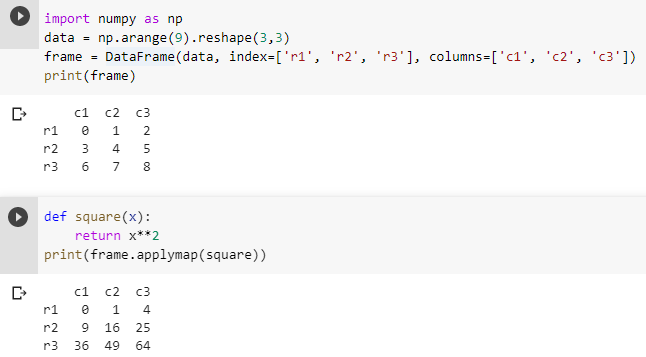 import numpy as np
data = np.arange(9).reshape(3,3)
frame = DataFrame(data, index=['r1', 'r2', 'r3'], columns=['c1', 'c2', 'c3'])
print(frame)
    c1  c2  c3
r1   0   1   2
r2   3   4   5
r3   6   7   8
def square(x):
    return x**2
print(frame.applymap(square))
    c1  c2  c3
r1   0   1   4
r2   9  16  25
r3  36  49  64